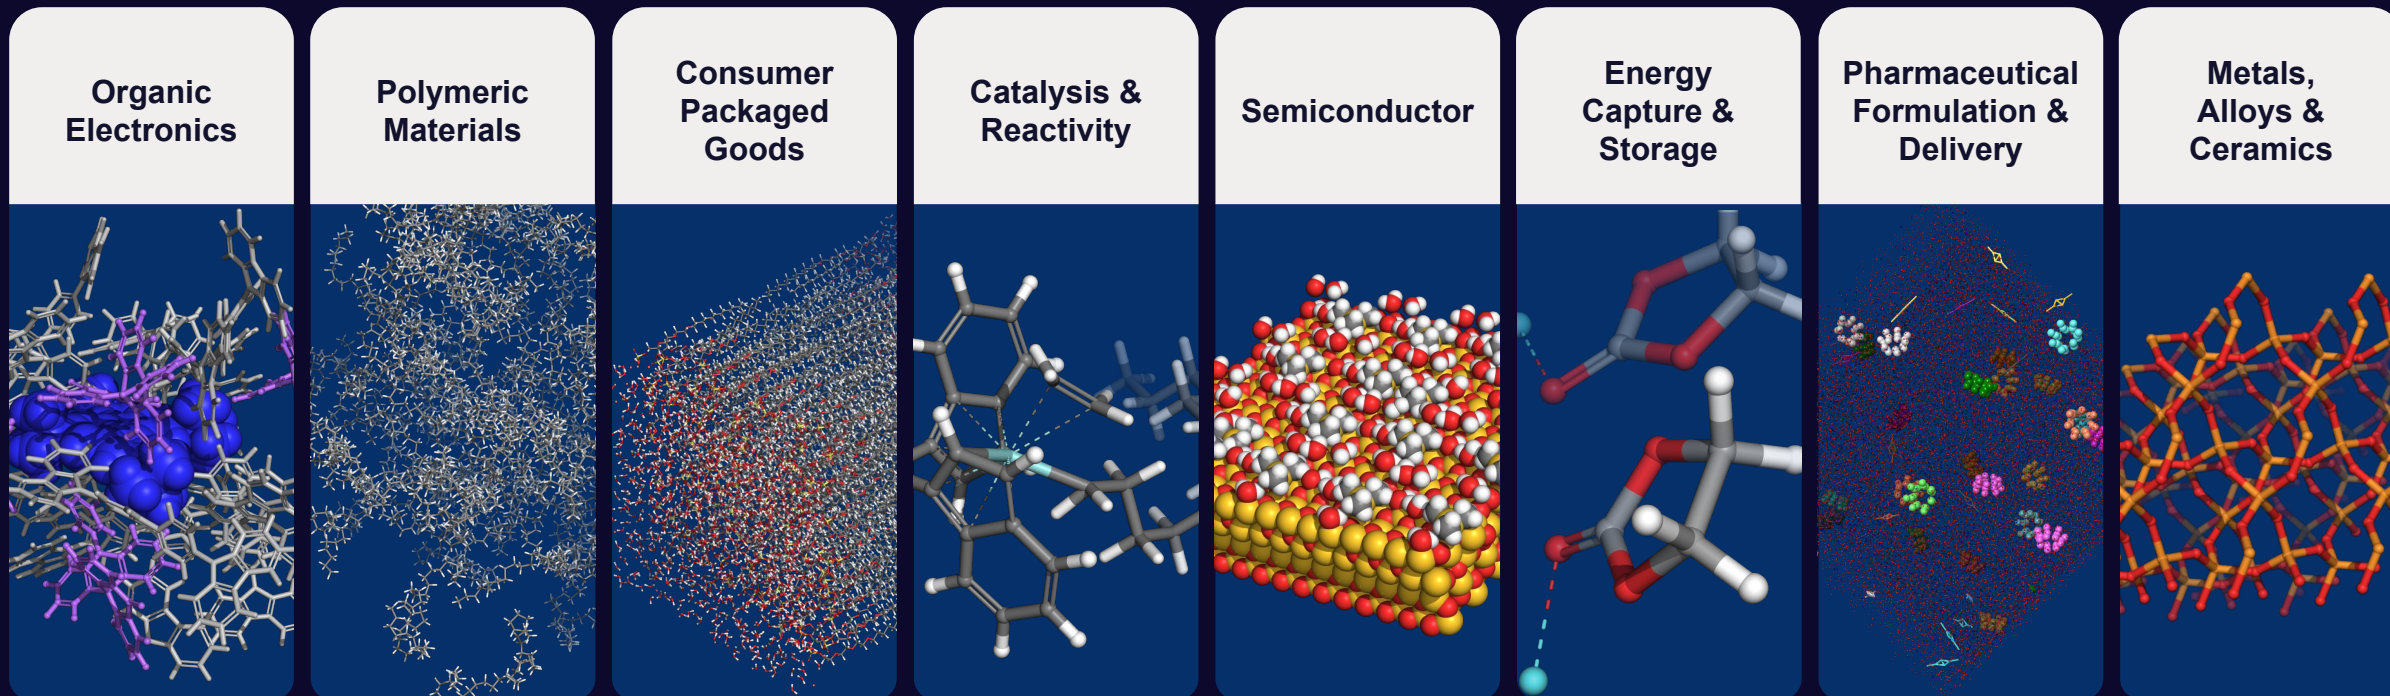 Organic
Electronics
Polymeric
Materials
Consumer
Packaged
Goods
Catalysis &
Reactivity
Semiconductor
Energy
Capture &
Storage
Pharmaceutical
Formulation &
Delivery
Metals,
Alloys &
Ceramics